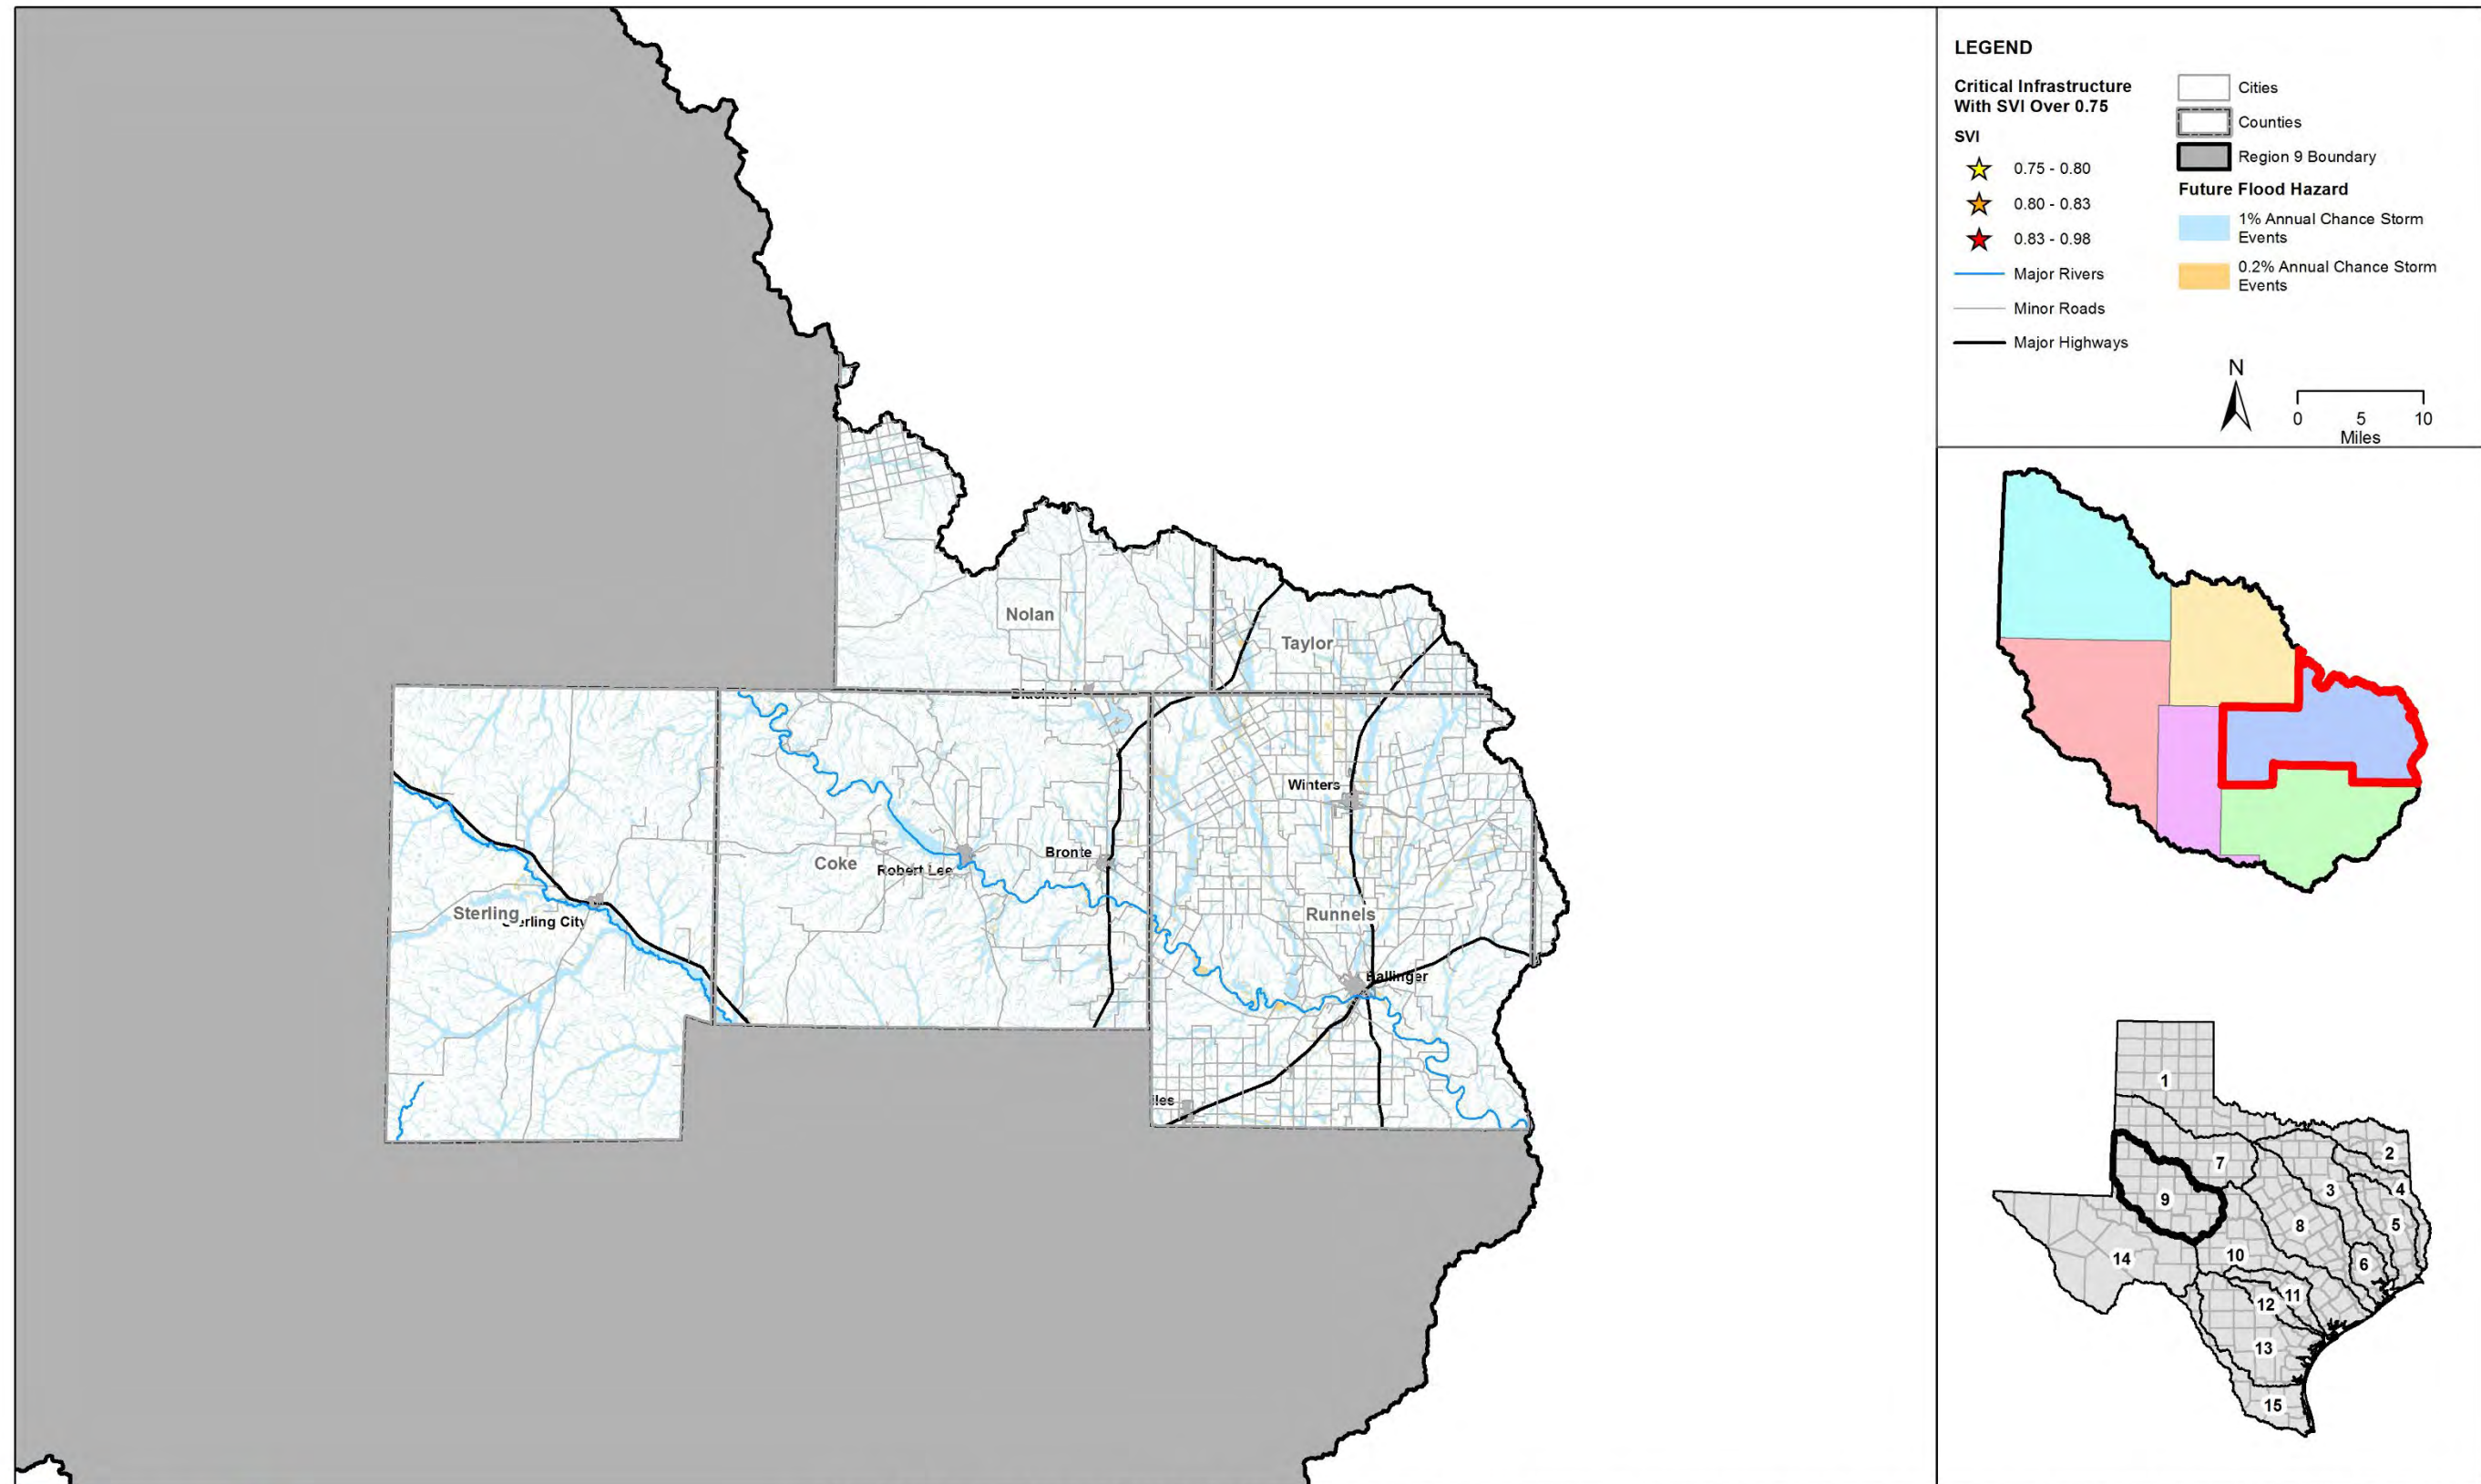 LEGEND
Critical Infrastructure
With SVI Over 0.75
SVI
0.75 - 0.80
0.80 - 0.83
0.83 - 0.98
Major Rivers
Minor Roads
Major Highways
Cities
Counties
Region 9 Boundary
Future Flood Hazard
1% Annual Chance Storm
Events
0.2% Annual Chance Storm
Events
N
0 5 10
Miles
Nolan
Taylor
Winters
Bronte
Coke
Robert Lee
Sterling
City
Runnels
Ballinger
1
2
7
3
4
9
8
5
10
14
6
11
12
13
15